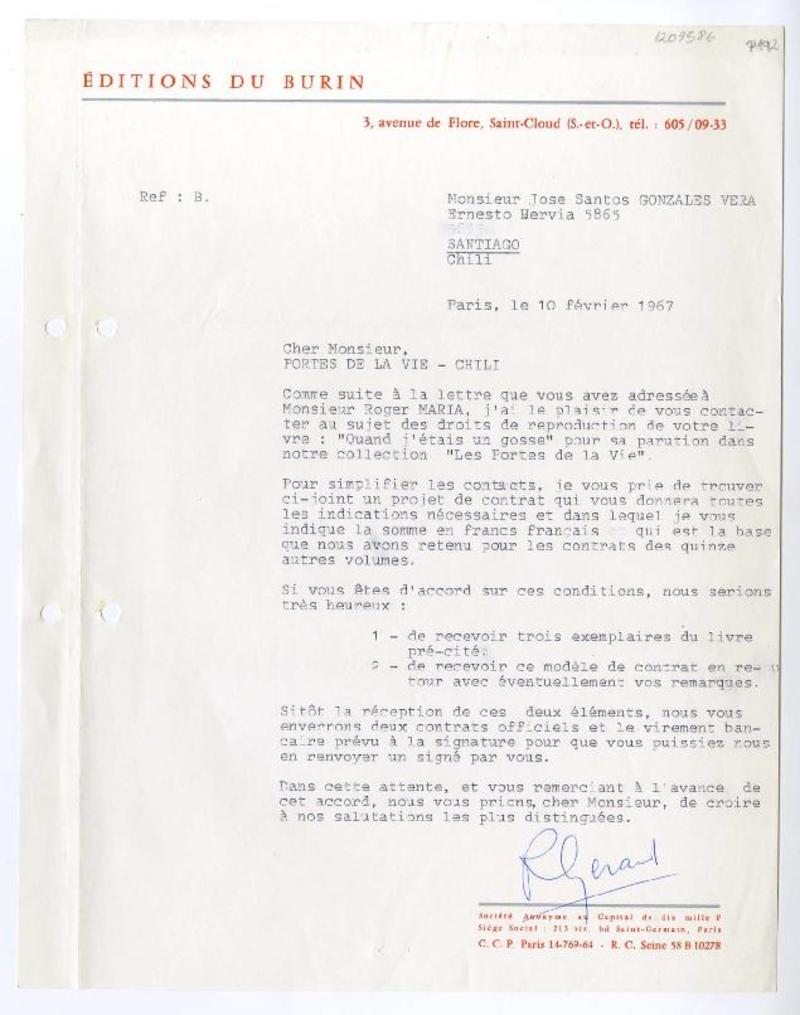 1209586
ÉDITIONS DU BURIN
3, avenue de Flore, Saint-Cloud (S.-et-O.), tél. : 605/09-33
Ref : B.
Monsieur Jose Santos GONZALES VERA
Ernesto Hervia 5865
SANTIAGO
Chili
Paris, le 10 février 1967
Cher Monsieur,
PORTES DE LA VIE - CHILI
Comme suite à la lettre que vous avez adressée à
Monsieur Roger MARIA, j'ai le plaisir de vous contac-
ter au sujet des droits de reproduction de votre li-
vre : "Quand j'étais un gosse" pour sa parution dans
notre collection "Les Portes de la Vie".
Pour simplifier les contacts, je vous prie de trouver
ci-joint un projet de contrat qui vous donnera toutes
les indications nécessaires et dans lequel je vous
indique la somme en francs français qui est la base
que nous avons retenu pour les contrats des quinze
autres volumes.
Si vous êtes d'accord sur ces conditions, nous serions
très heureux :
1 - de recevoir trois exemplaires du livre
pré-cité.
2 - de recevoir ce modèle de contrat en re-
tour avec éventuellement vos remarques.
Sitôt la réception de ces deux éléments, nous vous
enverrons deux contrats officiels et le virement ban-
caire prévu à la signature pour que vous puissiez nous
en renvoyer un signé par vous.
Dans cette attente, et vous remerciant à l'avance de
cet accord, nous vous prions, cher Monsieur, de croire
à nos salutations les plus distinguées.
Société Anonyme au Capital de dix mille F
Siège Social : 213 bis, bd Saint-Germain, Paris
C. C. P. Paris 14-769-64 - R. C. Seine 58 B 10278